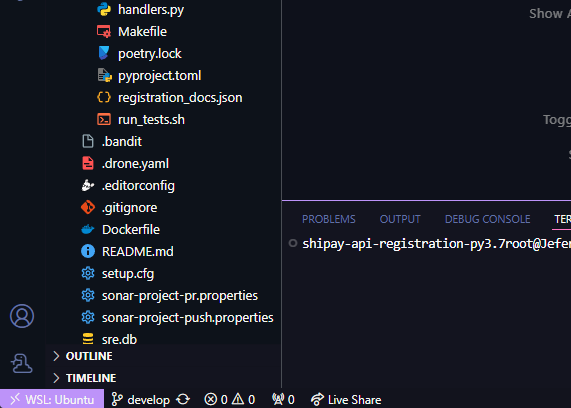 handlers.py
Makefile
poetry.lock
pyproject.toml
registration_docs.json
run_tests.sh
.bandit
.drone.yaml
.editorconfig
.gitignore
Dockerfile
README.md
setup.cfg
sonar-project-pr.properties
sonar-project-push.properties
sre.db
OUTLINE
TIMELINE
Show A
Togg
PROBLEMS OUTPUT DEBUG CONSOLE TER
shipay-api-registration-py3.7root@Jefer
WSL: Ubuntu develop 0 0 0 Live Share